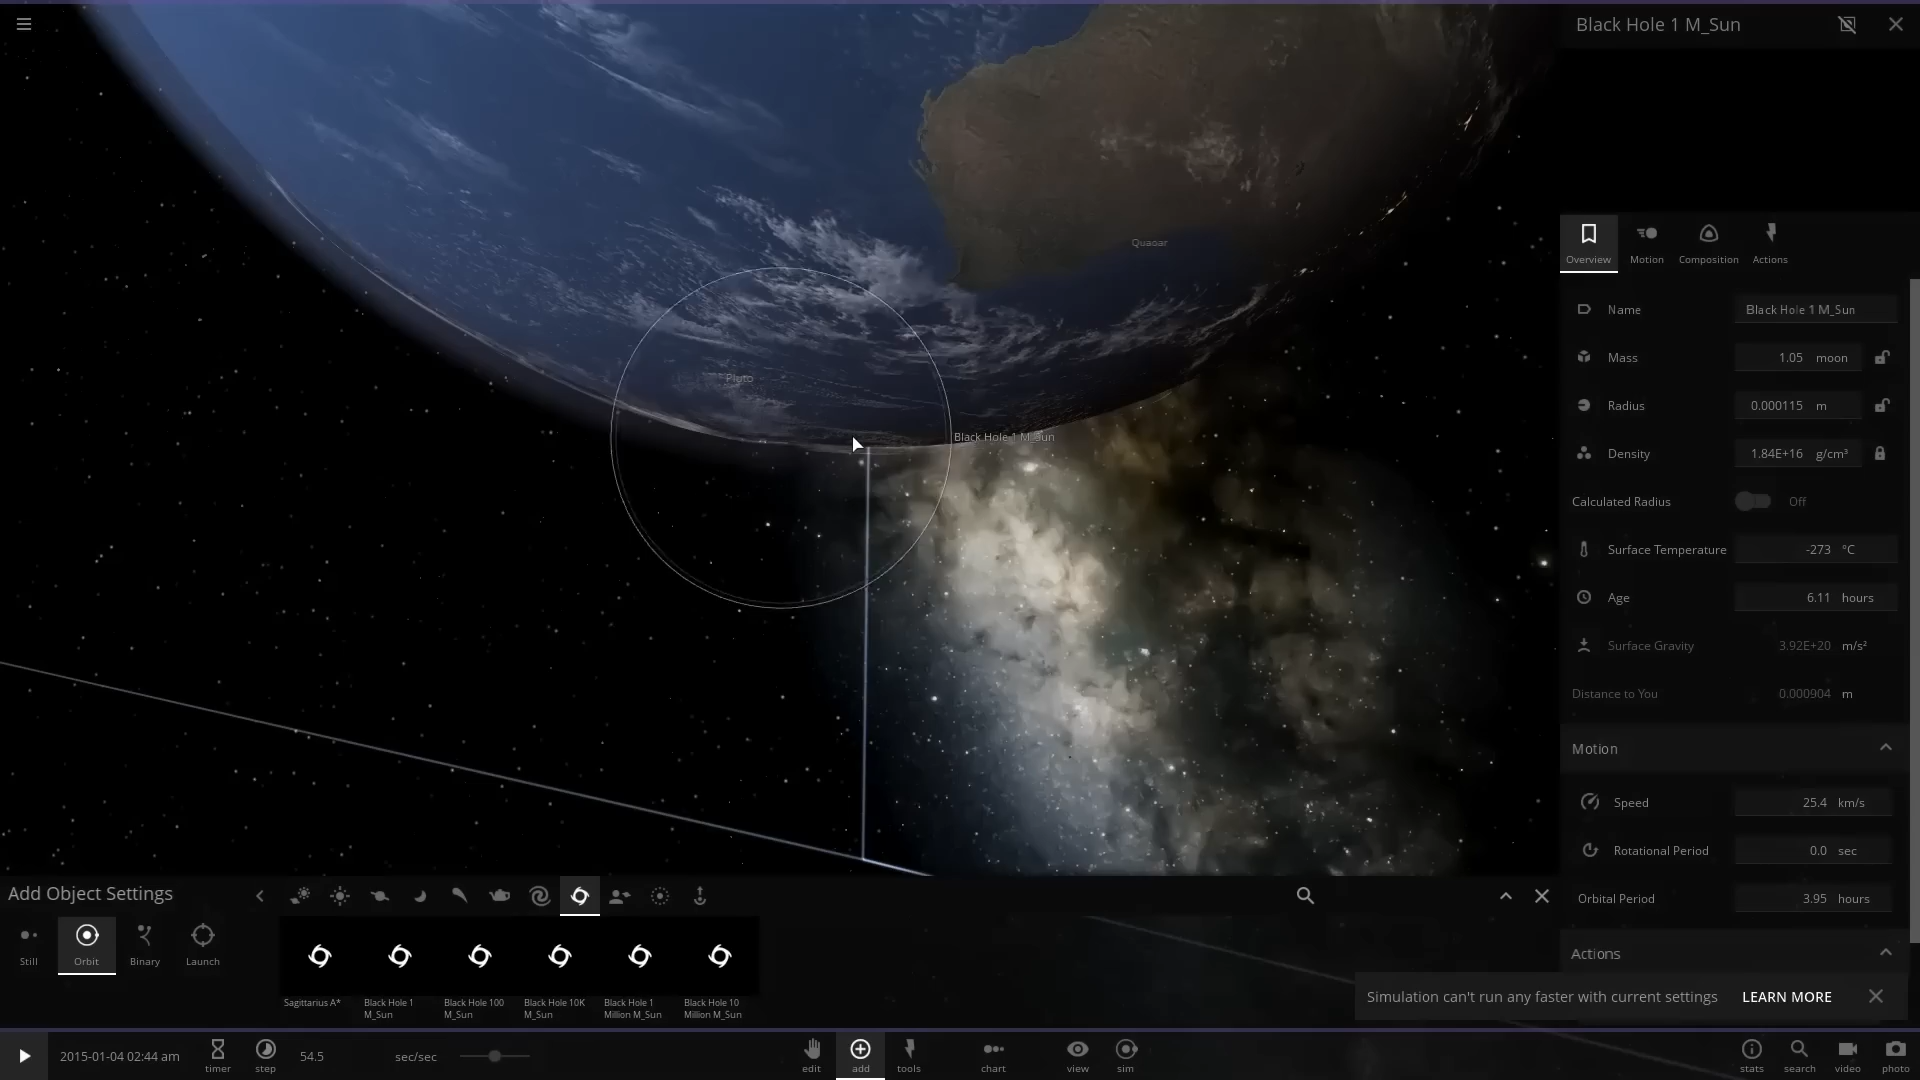 Black Hole 1 M_Sun
Quaoar
Pluto
Black Hole 1 M_Sun
Overview
Motion
Composition
Actions
Name
Black Hole 1 M_Sun
Mass
1.05 moon
Radius
0.000115 m
Density
1.84E+16 g/cm³
Calculated Radius
Off
Surface Temperature
-273 °C
Age
6.11 hours
Surface Gravity
3.92E+20 m/s²
Distance to You
0.000904 m
Motion
Speed
25.4 km/s
Rotational Period
0.0 sec
Orbital Period
3.95 hours
Actions
Simulation can't run any faster with current settings
LEARN MORE
Add Object Settings
Still
Orbit
Binary
Launch
Sagittarius A*
Black Hole 1
M_Sun
Black Hole 100
M_Sun
Black Hole 10K
M_Sun
Black Hole 1
Million M_Sun
Black Hole 10
Million M_Sun
2015-01-04 02:44 am
timer
step
54.5
sec/sec
edit
add
tools
chart
view
sim
stats
search
video
photo